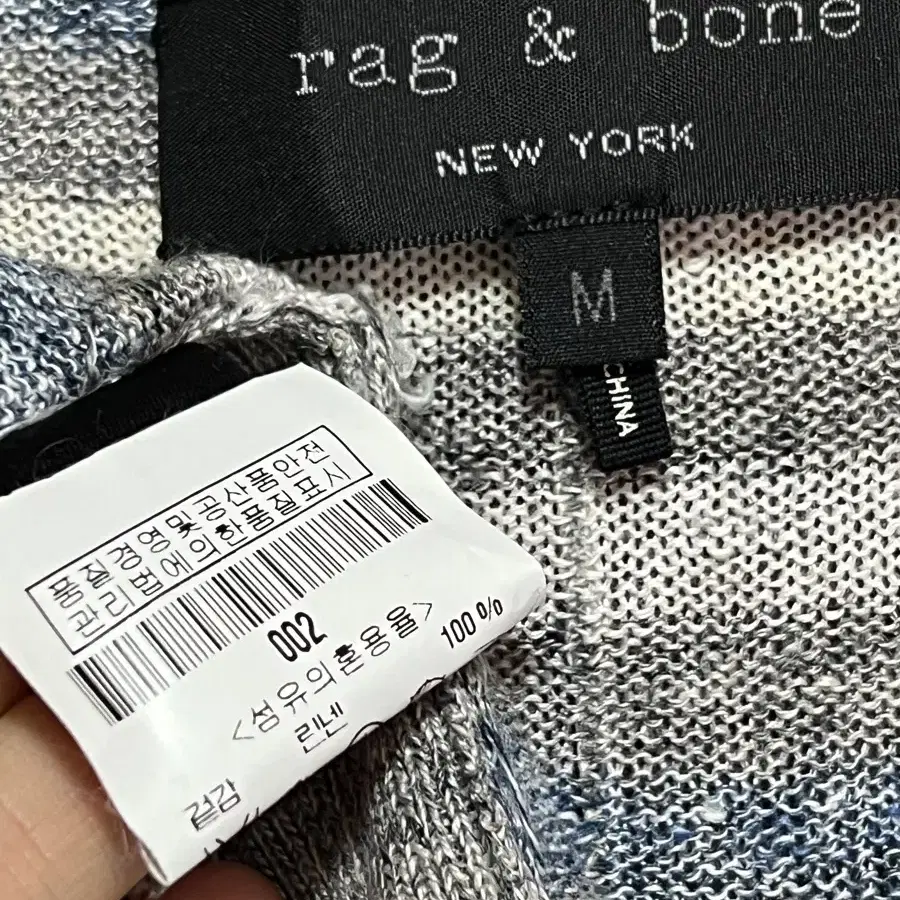 rag & bone
NEW YORK
M
CHINA
품질경영및공산품안전
관리법에의한품질표시
002
<섬유의혼용율>
겉감 린넨 100%